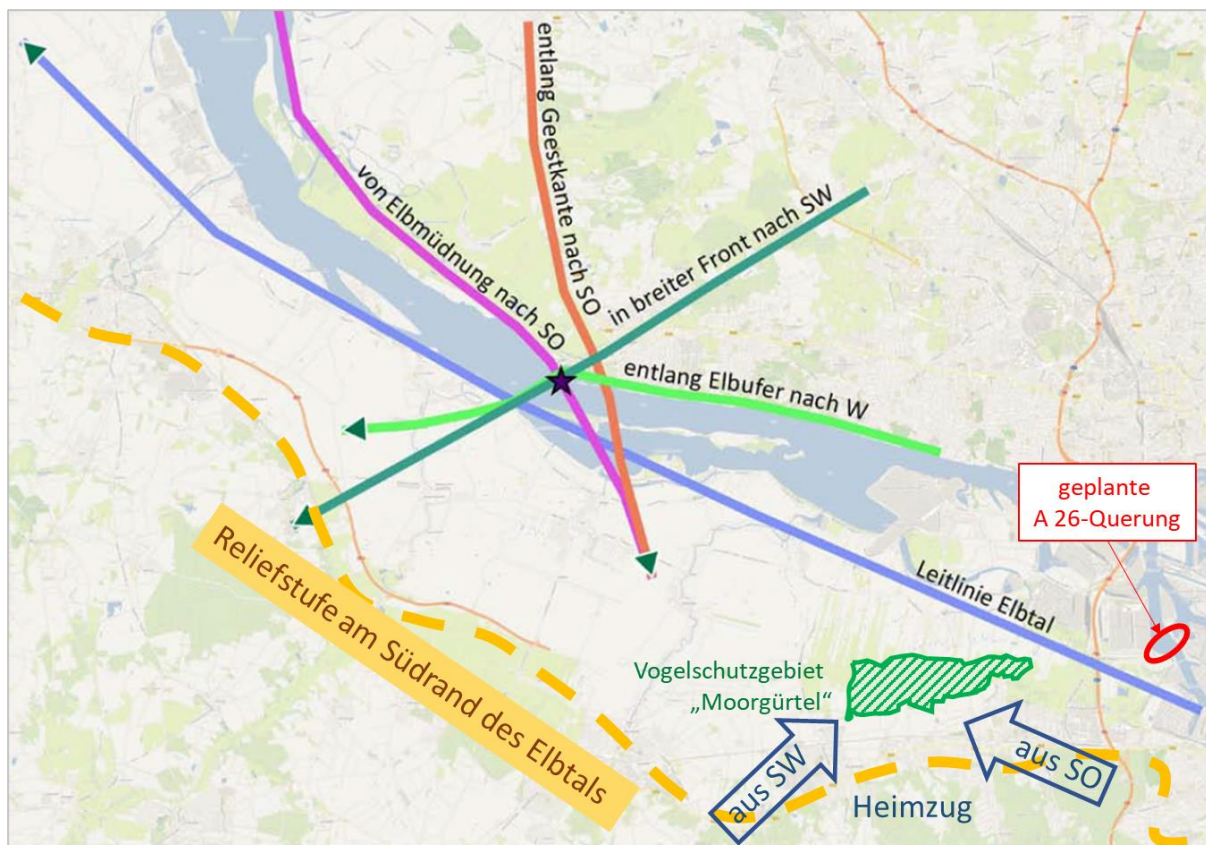 entlang Geestkante nach SO
von Elbmüdnung nach SO
in breiter Front nach SW
entlang Elbufer nach W
geplante
A 26-Querung
Leitlinie Elbtal
Reliefstufe am Südrand des Elbtals
Vogelschutzgebiet
„Moorgürtel“
aus SW
aus SO
Heimzug